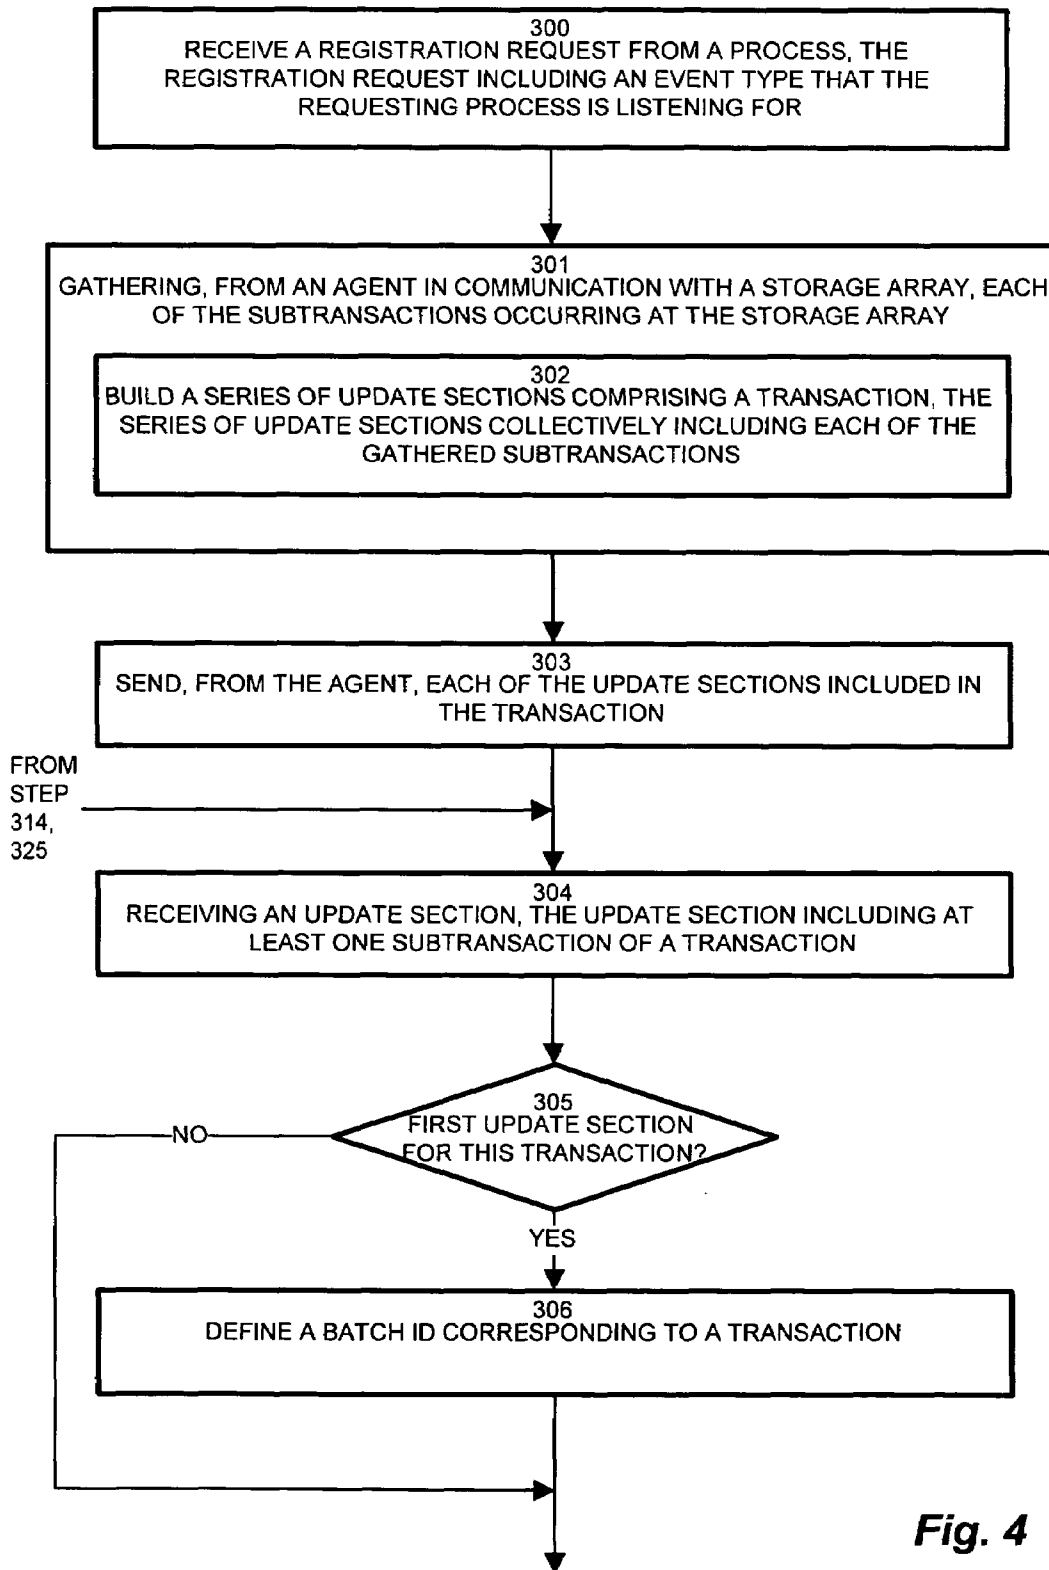 300
RECEIVE A REGISTRATION REQUEST FROM A PROCESS, THE
REGISTRATION REQUEST INCLUDING AN EVENT TYPE THAT THE
REQUESTING PROCESS IS LISTENING FOR
301
GATHERING, FROM AN AGENT IN COMMUNICATION WITH A STORAGE ARRAY, EACH
OF THE SUBTRANSACTIONS OCCURRING AT THE STORAGE ARRAY
302
BUILD A SERIES OF UPDATE SECTIONS COMPRISING A TRANSACTION, THE
SERIES OF UPDATE SECTIONS COLLECTIVELY INCLUDING EACH OF THE
GATHERED SUBTRANSACTIONS
303
SEND, FROM THE AGENT, EACH OF THE UPDATE SECTIONS INCLUDED IN
THE TRANSACTION
FROM
STEP
314,
325
304
RECEIVING AN UPDATE SECTION, THE UPDATE SECTION INCLUDING AT
LEAST ONE SUBTRANSACTION OF A TRANSACTION
305
FIRST UPDATE SECTION
FOR THIS TRANSACTION?
NO
YES
306
DEFINE A BATCH ID CORRESPONDING TO A TRANSACTION
Fig. 4